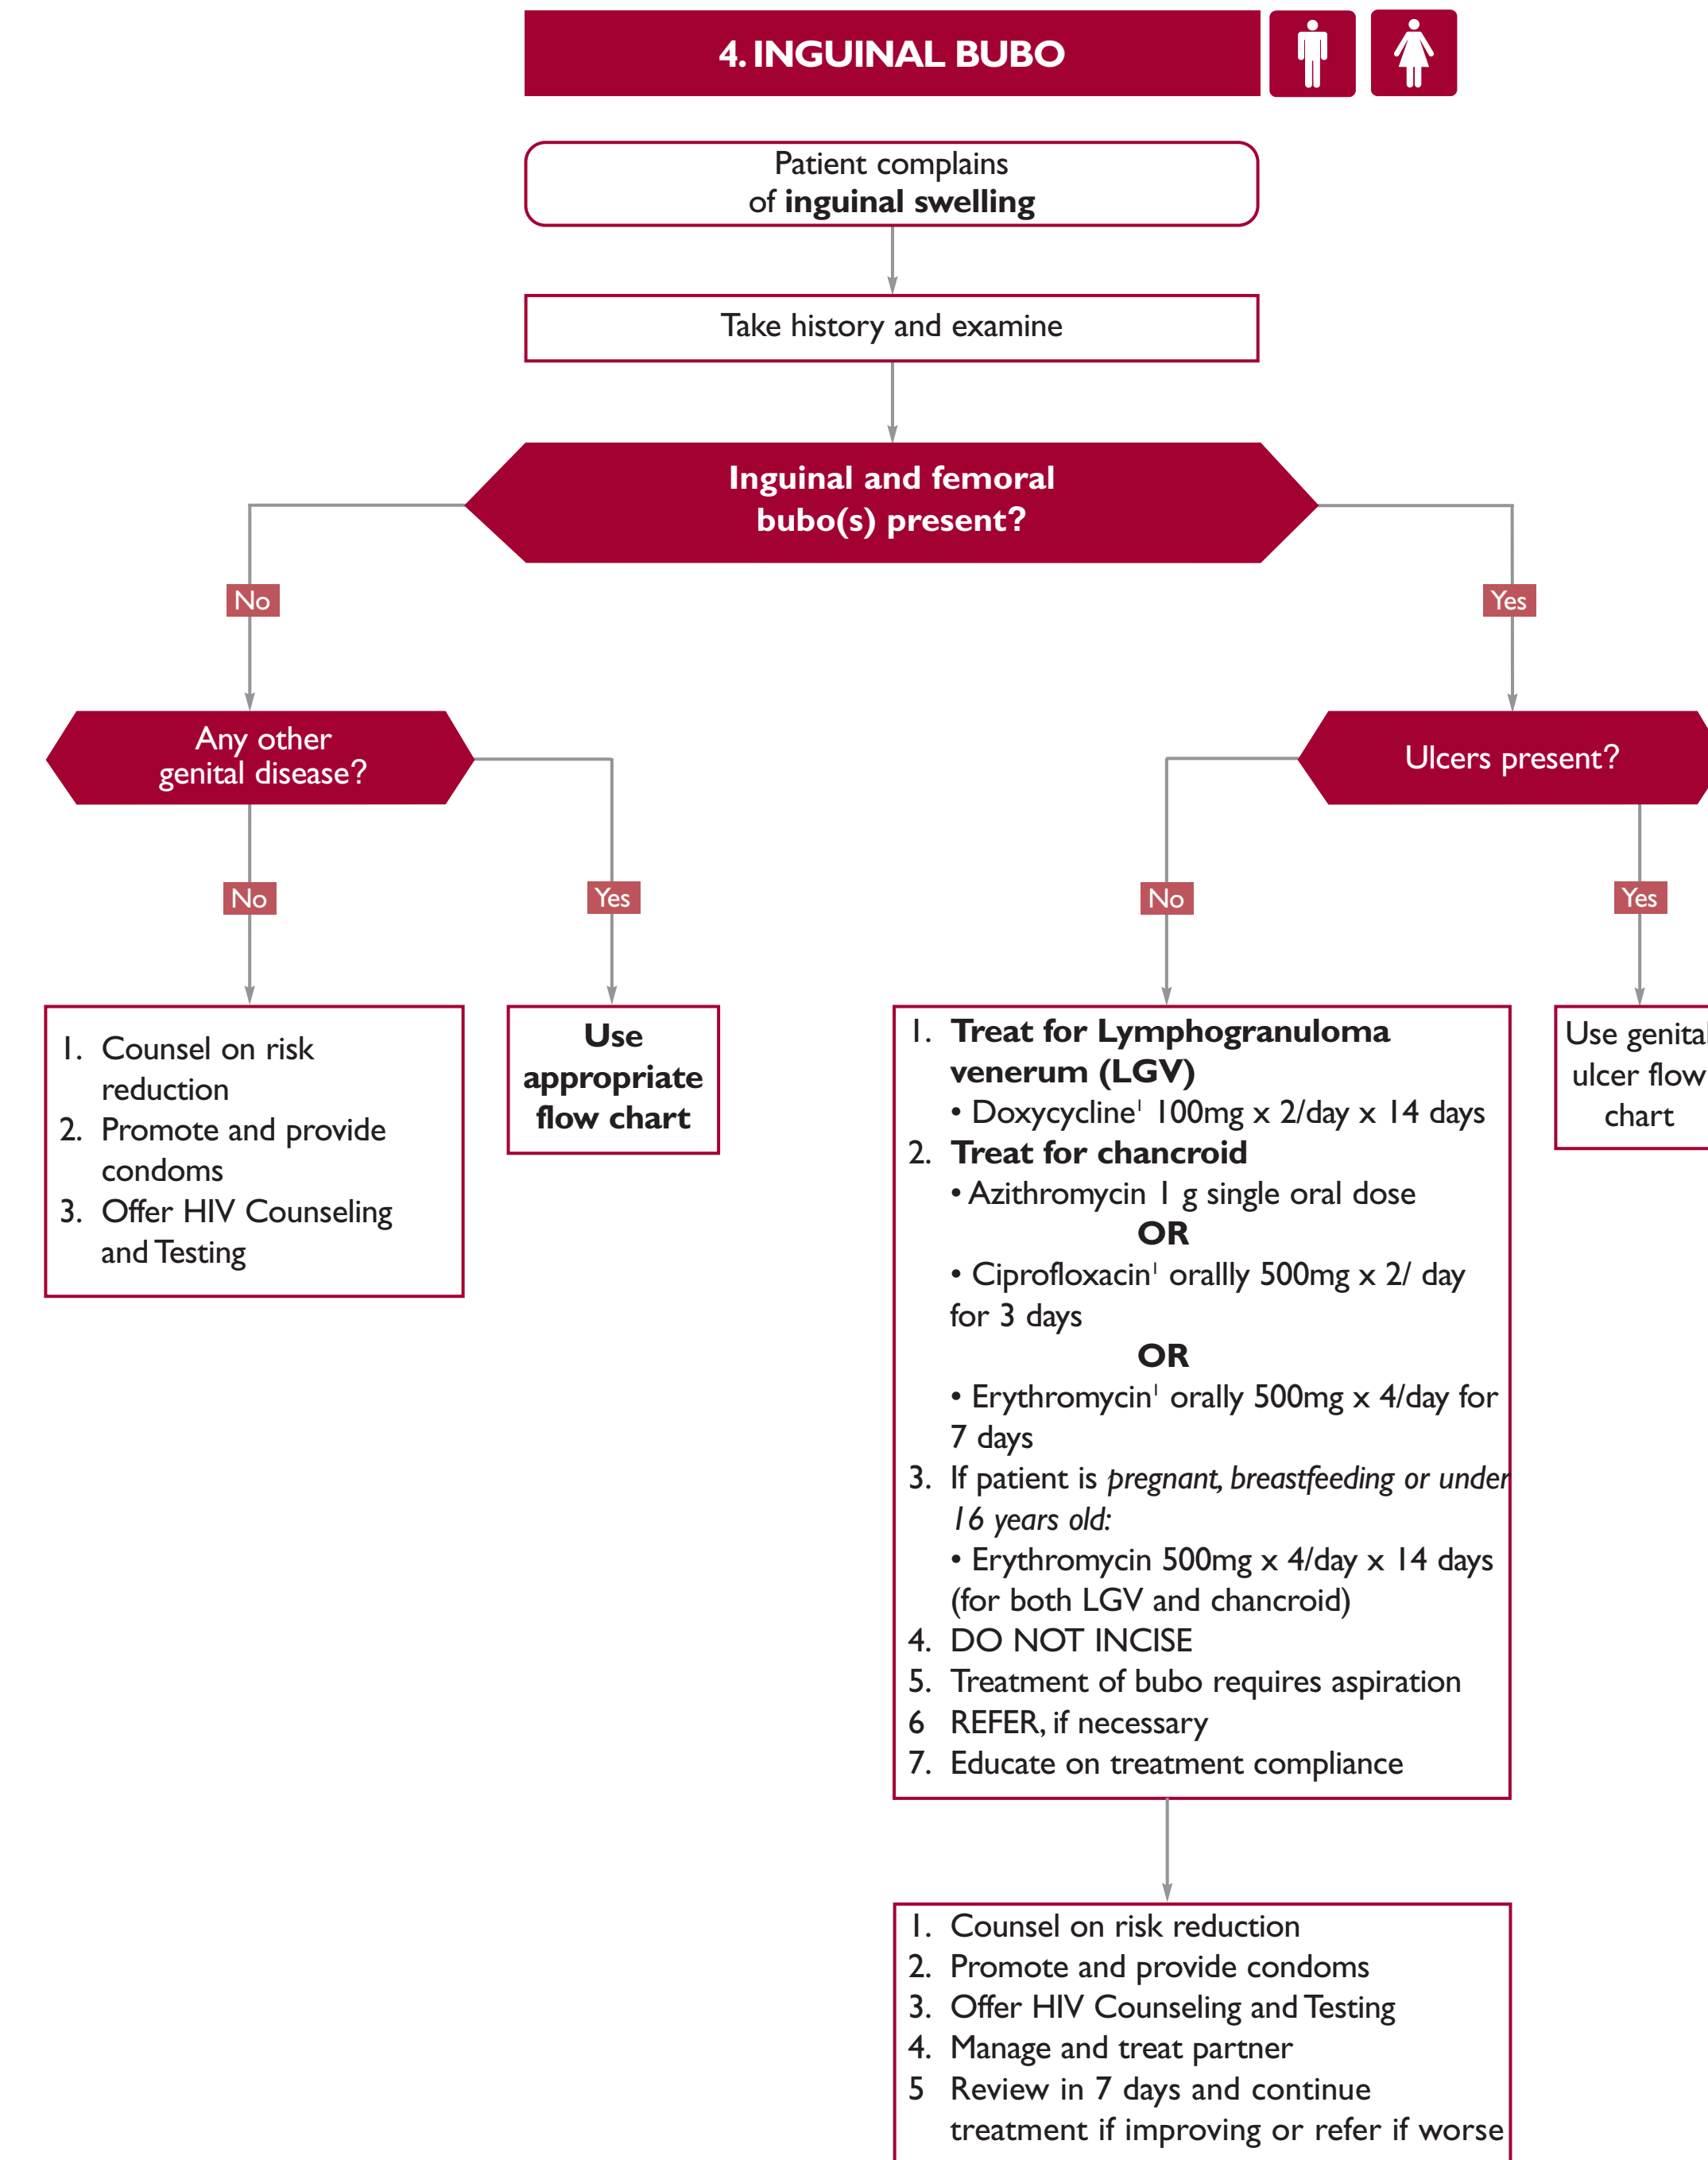 4. INGUINAL BUBO
Patient complains
of inguinal swelling
Take history and examine
Inguinal and femoral
bubo(s) present?
No
Yes
Any other
genital disease?
Ulcers present?
No
Yes
No
Yes
1. Counsel on risk
reduction
2. Promote and provide
condoms
3. Offer HIV Counseling
and Testing
Use
appropriate
flow chart
1. Treat for Lymphogranuloma
venerum (LGV)
• Doxycycline¹ 100mg x 2/day x 14 days
2. Treat for chancroid
• Azithromycin 1 g single oral dose
OR
• Ciprofloxacin¹ orallly 500mg x 2/ day
for 3 days
OR
• Erythromycin¹ orally 500mg x 4/day for
7 days
3. If patient is pregnant, breastfeeding or under
16 years old:
• Erythromycin 500mg x 4/day x 14 days
(for both LGV and chancroid)
4. DO NOT INCISE
5. Treatment of bubo requires aspiration
6 REFER, if necessary
7. Educate on treatment compliance
Use genital
ulcer flow
chart
1. Counsel on risk reduction
2. Promote and provide condoms
3. Offer HIV Counseling and Testing
4. Manage and treat partner
5 Review in 7 days and continue
treatment if improving or refer if worse